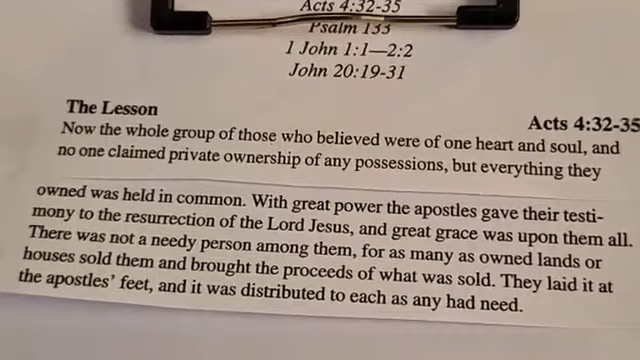 Acts 4:32-35
Psalm 133
1 John 1:1—2:2
John 20:19-31
The Lesson Acts 4:32-35
Now the whole group of those who believed were of one heart and soul, and
no one claimed private ownership of any possessions, but everything they
owned was held in common. With great power the apostles gave their testi-
mony to the resurrection of the Lord Jesus, and great grace was upon them all.
There was not a needy person among them, for as many as owned lands or
houses sold them and brought the proceeds of what was sold. They laid it at
the apostles’ feet, and it was distributed to each as any had need.